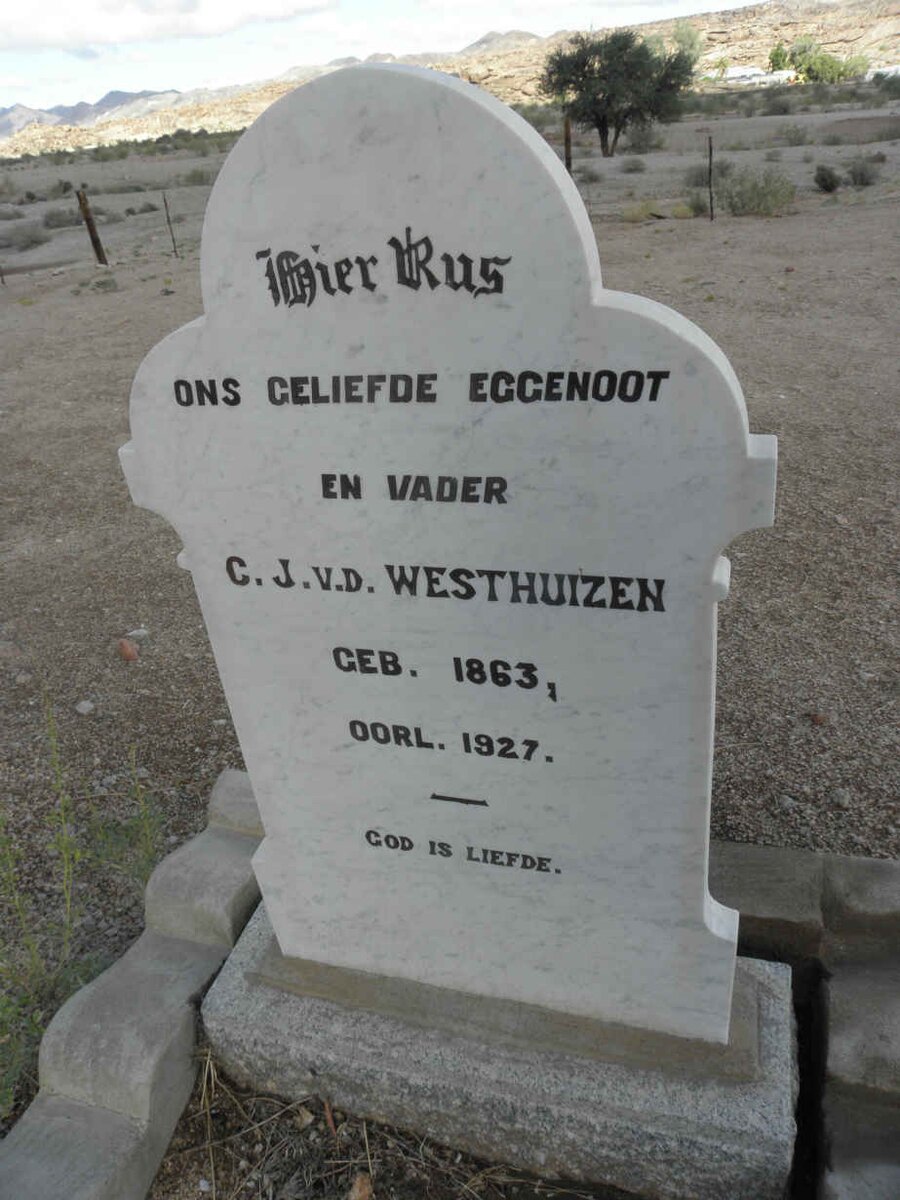 Hier Rus
ONS GELIEFDE EGGENOOT
EN VADER
C. J. V.D. WESTHUIZEN
GEB. 1863,
OORL. 1927.
GOD IS LIEFDE.